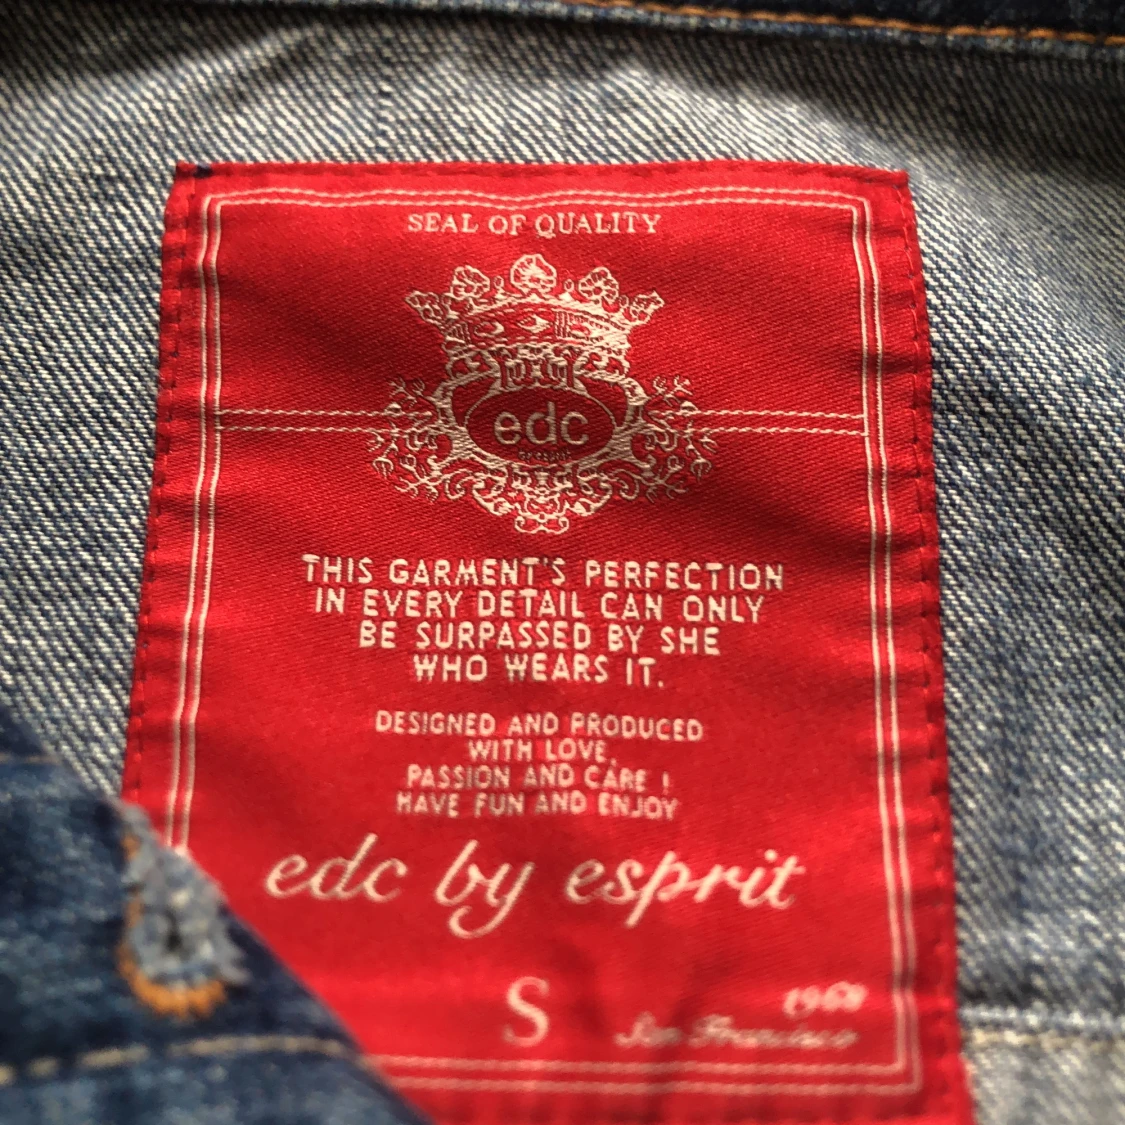 SEAL OF QUALITY
edc
THIS GARMENT'S PERFECTION
IN EVERY DETAIL CAN ONLY
BE SURPASSED BY SHE
WHO WEARS IT.
DESIGNED AND PRODUCED
WITH LOVE,
PASSION AND CARE !
HAVE FUN AND ENJOY
edc by esprit
S
1968
San Francisco